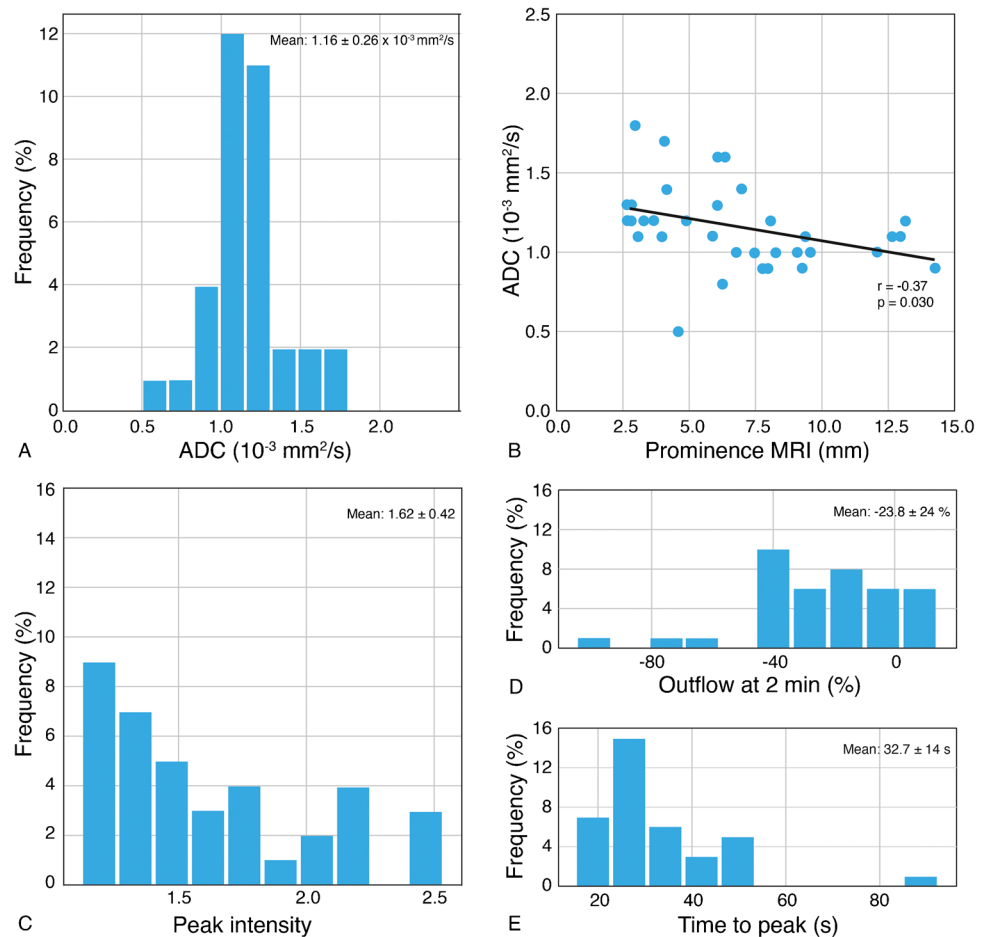 Mean: 1.16 ± 0.26 x 10⁻³ mm²/s
Frequency (%)
12
10
8
6
4
2
0
0.0
0.5
1.0
1.5
2.0
A
ADC (10⁻³ mm²/s)
2.5
2.0
1.5
1.0
0.5
0.0
ADC (10⁻³ mm²/s)
r = -0.37
p = 0.030
0.0
2.5
5.0
7.5
10.0
12.5
15.0
B
Prominence MRI (mm)
16
14
12
10
8
6
4
2
0
Frequency (%)
Mean: 1.62 ± 0.42
1.5
2.0
2.5
C
Peak intensity
16
12
8
4
0
Frequency (%)
Mean: -23.8 ± 24 %
-80
-40
0
D
Outflow at 2 min (%)
16
12
8
4
0
Frequency (%)
Mean: 32.7 ± 14 s
20
40
60
80
E
Time to peak (s)